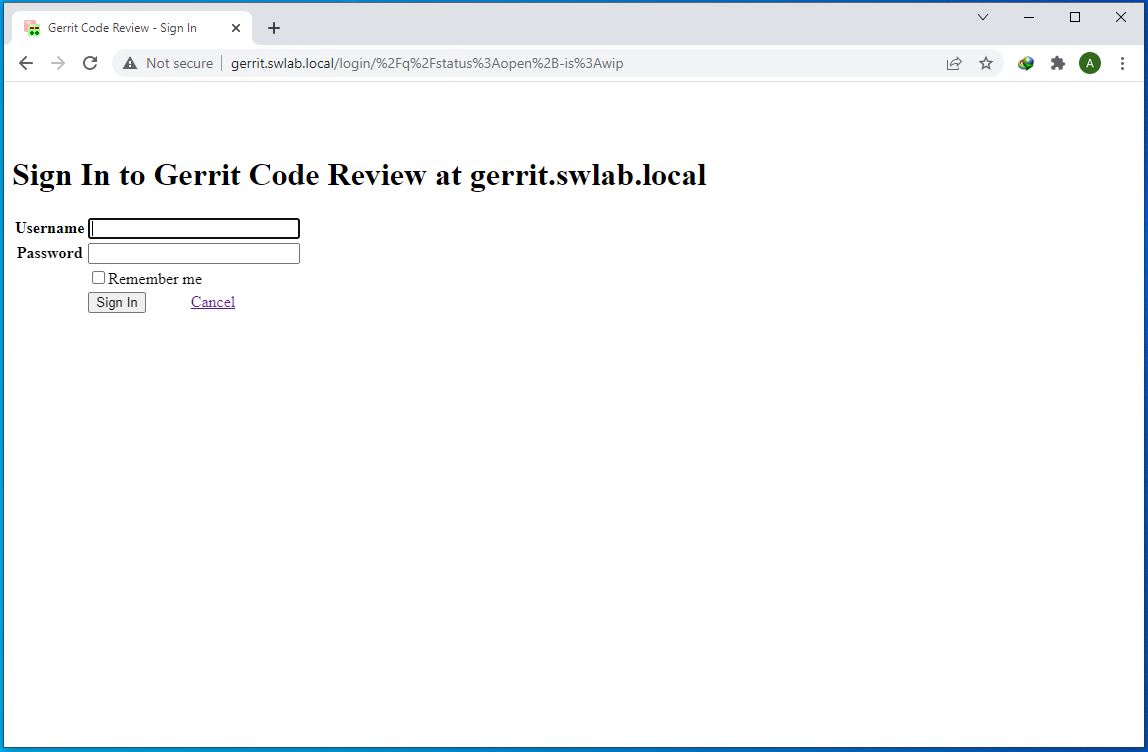 Gerrit Code Review - Sign In
Not secure gerrit.swlab.local/login/%2Fq%2Fstatus%3Aopen%2B-is%3Awip
A
Sign In to Gerrit Code Review at gerrit.swlab.local
Username
Password
Remember me
Sign In Cancel